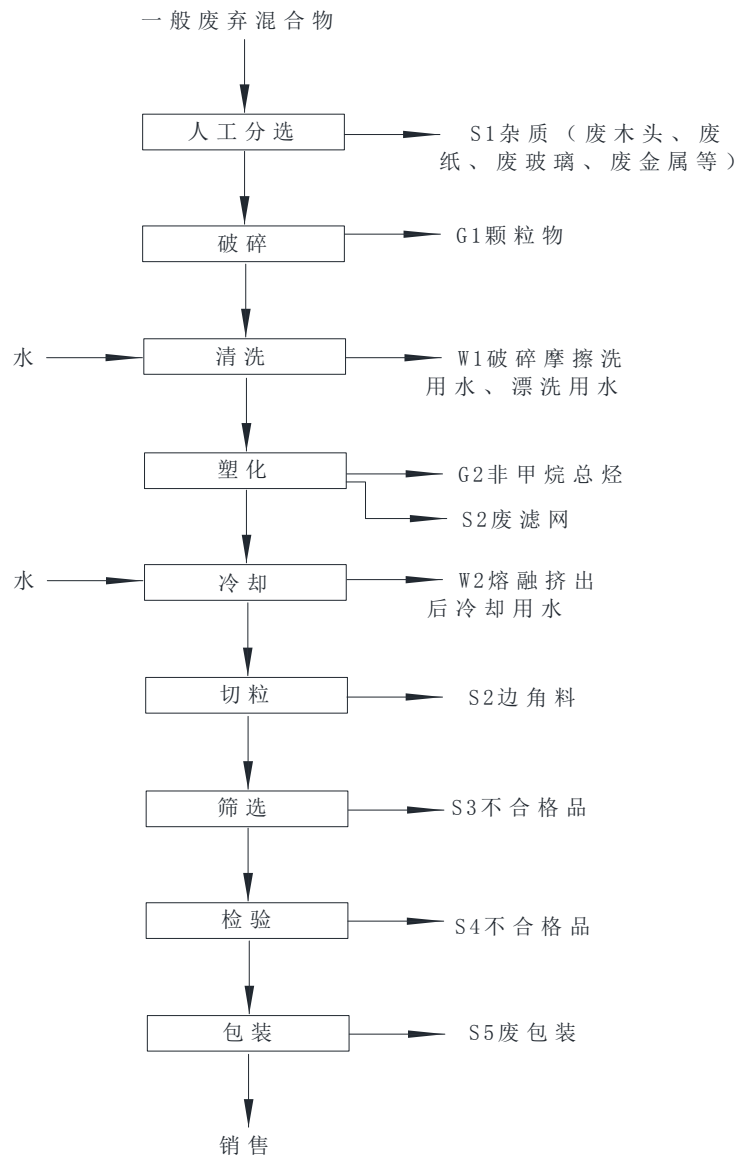 一般废弃混合物
人工分选
S1杂质（废木头、废
纸、废玻璃、废金属等）
破碎
G1颗粒物
水
清洗
W1破碎摩擦洗
用水、漂洗用水
塑化
G2非甲烷总烃
S2废滤网
水
冷却
W2熔融挤出
后冷却用水
切粒
S2边角料
筛选
S3不合格品
检验
S4不合格品
包装
S5废包装
销售